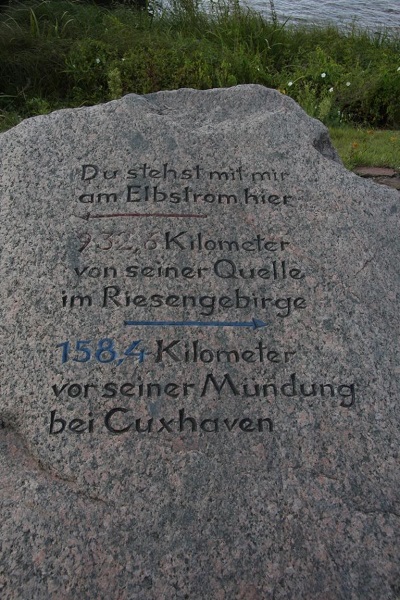 Du stehst mit mir
am Elbstrom hier
932,6 Kilometer
von seiner Quelle
im Riesengebirge
158,4 Kilometer
vor seiner Mündung
bei Cuxhaven